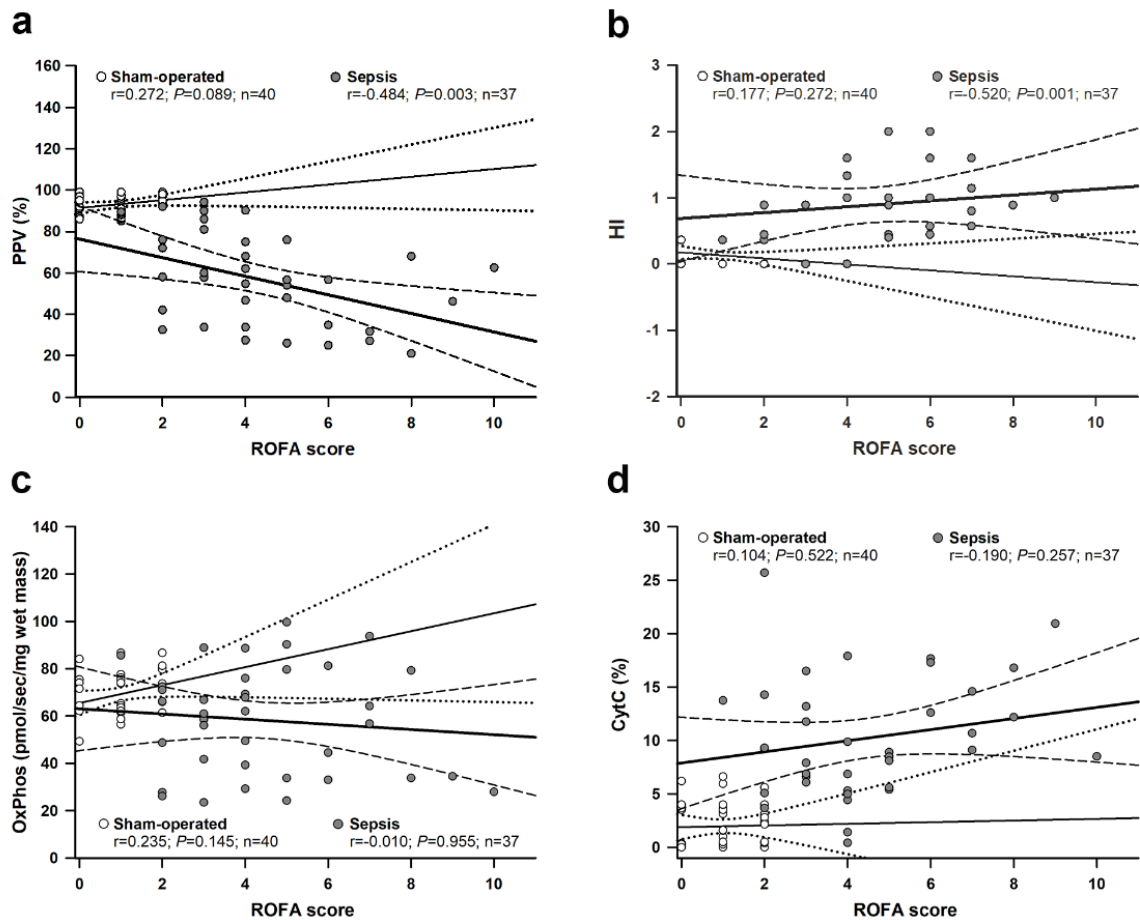 a
160
140
120
100
80
60
40
20
0
PPV (%)
Sham-operated
r=0.272; P=0.089; n=40
Sepsis
r=-0.484; P=0.003; n=37
0 2 4 6 8 10
ROFA score
b
3
2
1
0
-1
-2
HI
Sham-operated
r=0.177; P=0.272; n=40
Sepsis
r=-0.520; P=0.001; n=37
0 2 4 6 8 10
ROFA score
c
140
120
100
80
60
40
20
0
OxPhos (pmol/sec/mg wet mass)
Sham-operated
r=0.235; P=0.145; n=40
Sepsis
r=-0.010; P=0.955; n=37
0 2 4 6 8 10
ROFA score
d
30
25
20
15
10
5
0
CytC (%)
Sham-operated
r=0.104; P=0.522; n=40
Sepsis
r=-0.190; P=0.257; n=37
0 2 4 6 8 10
ROFA score